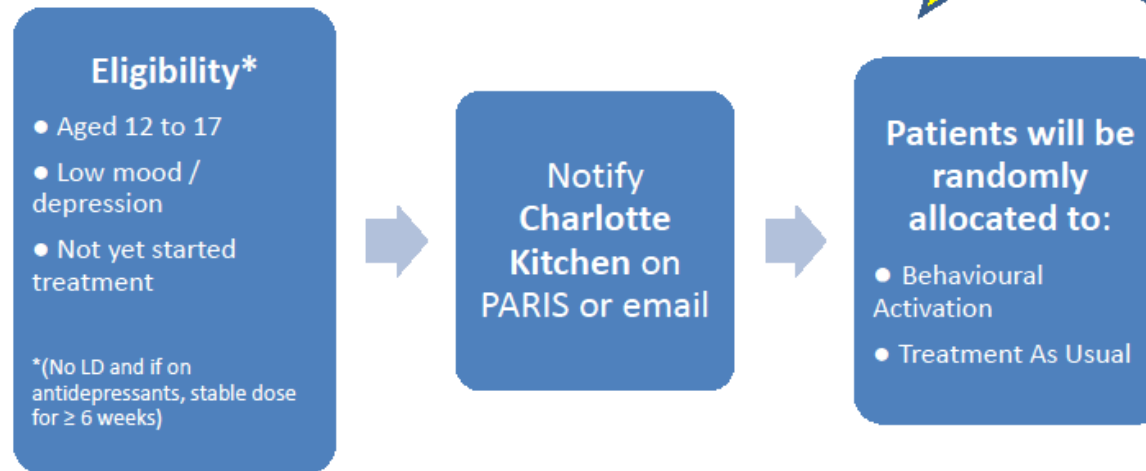 Eligibility*
● Aged 12 to 17
● Low mood /
depression
● Not yet started
treatment
*(No LD and if on
antidepressants, stable dose
for ≥ 6 weeks)
Notify
Charlotte
Kitchen on
PARIS or email
Patients will be
randomly
allocated to:
● Behavioural
Activation
● Treatment As Usual